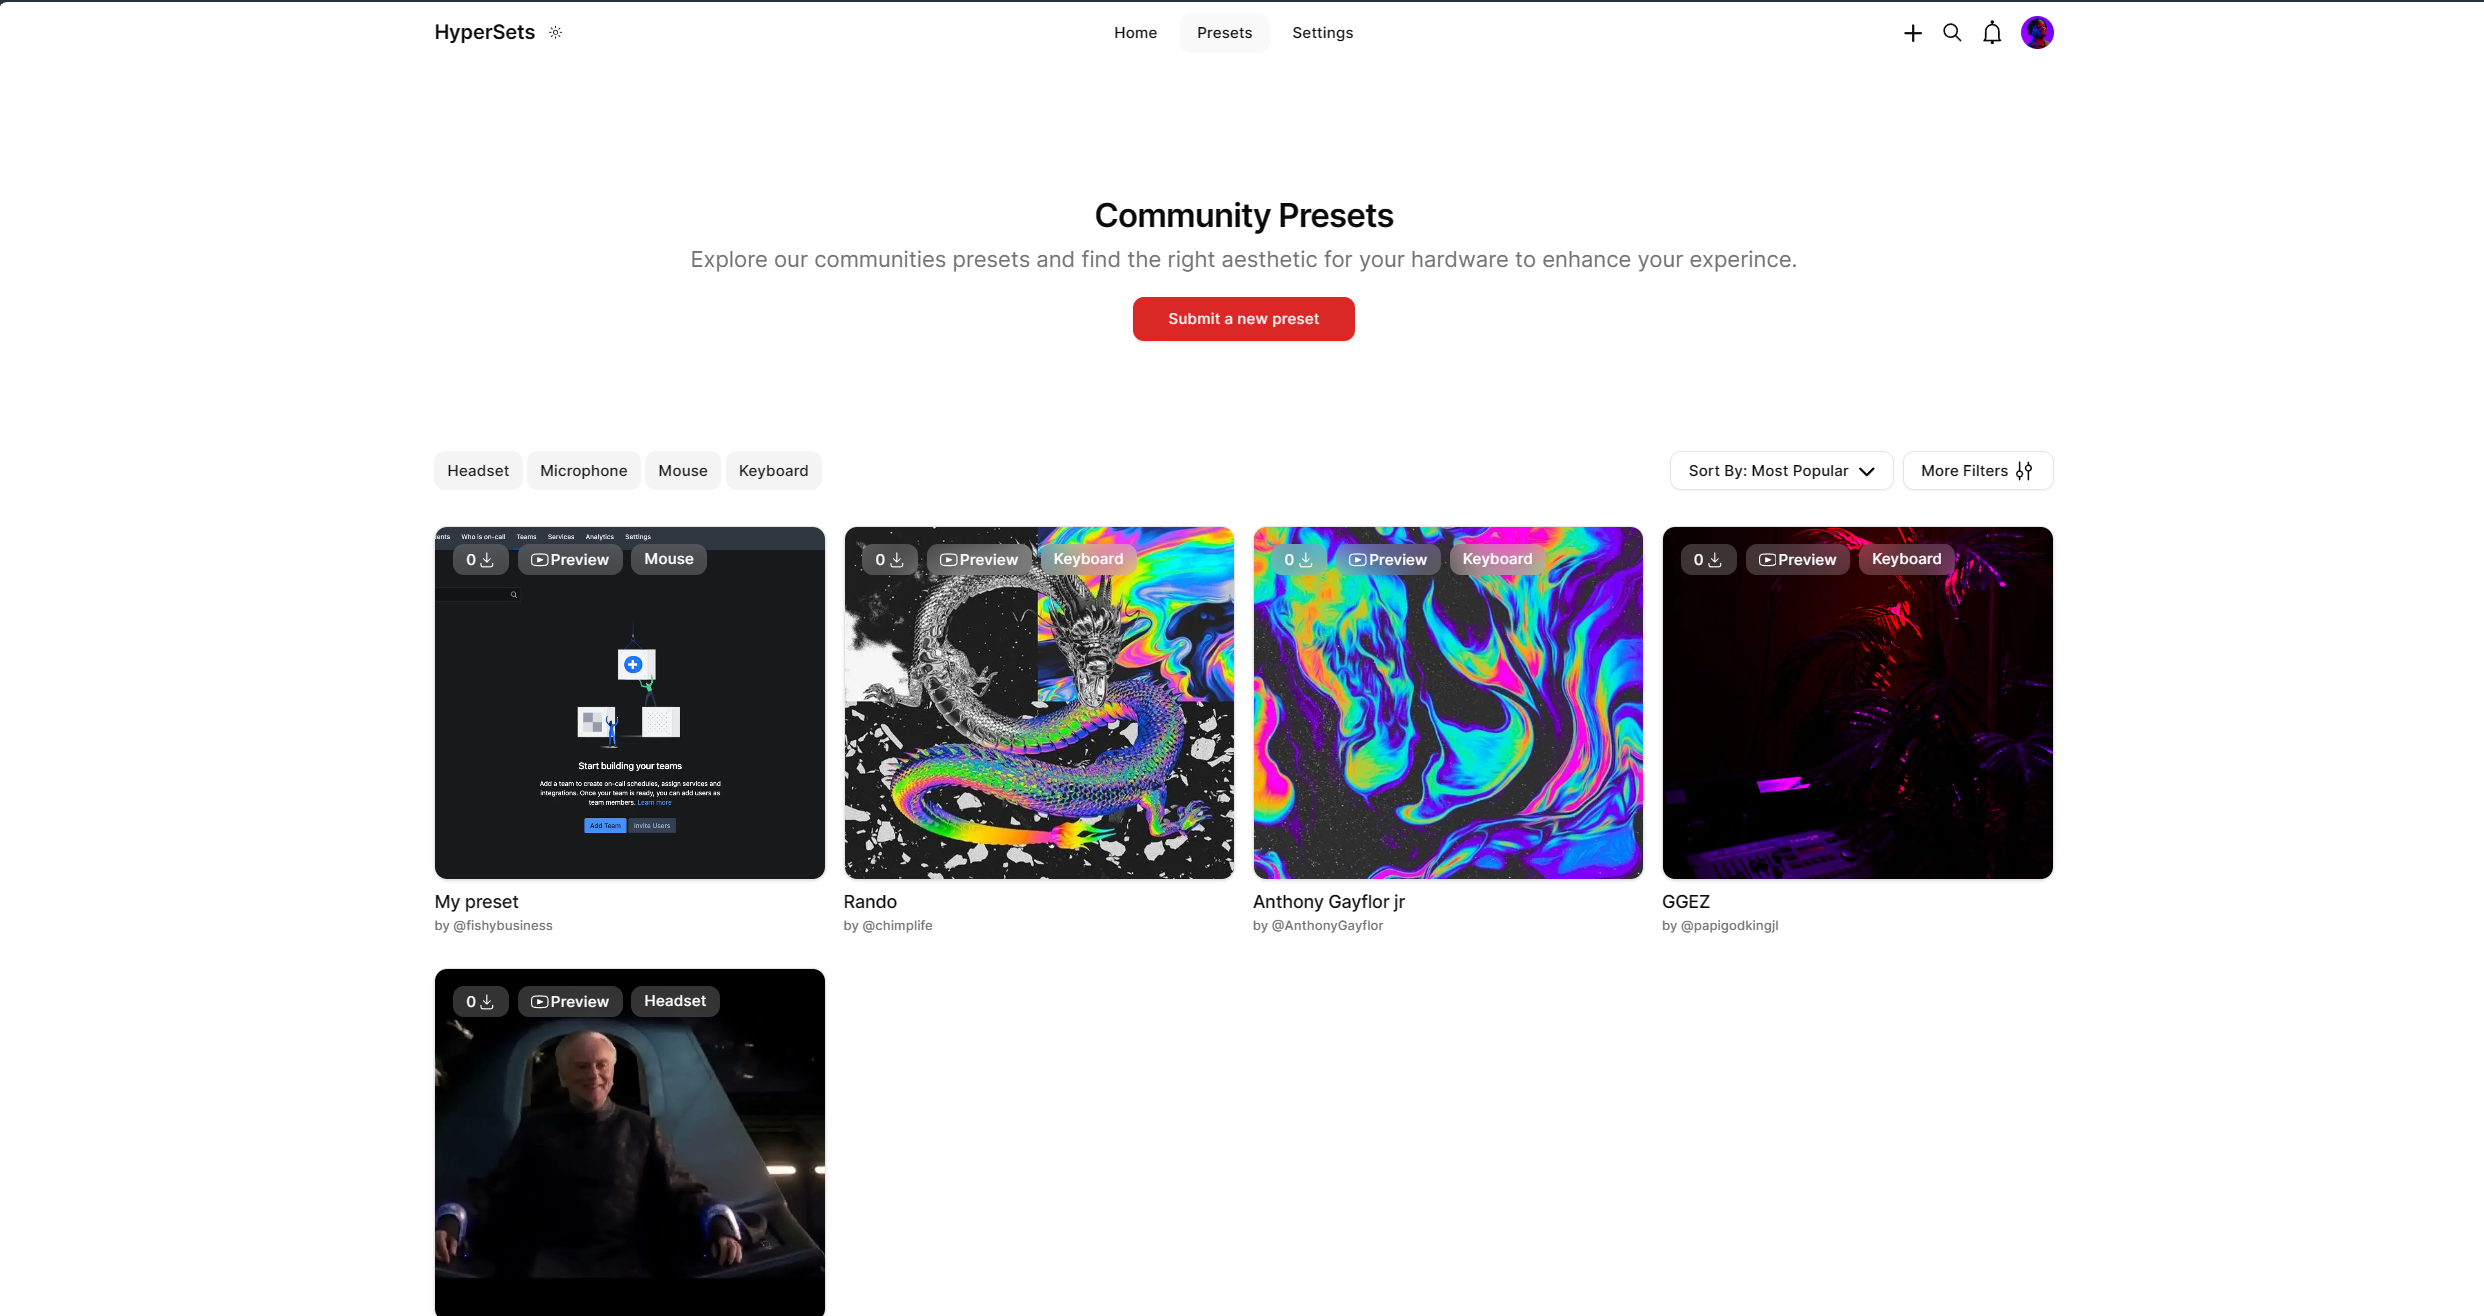 HyperSets
Home Presets Settings
Community Presets
Explore our communities presets and find the right aesthetic for your hardware to enhance your experince.
Submit a new preset
Headset Microphone Mouse Keyboard
Sort By: Most Popular More Filters
Who is on-call Teams Services Analytics Settings
0 Preview Mouse
Start building your teams
Add a team to create on-call schedules, assign services and
integrations. Once your team is ready, you can add users as
team members. Learn more
Add Team Invite Users
My preset
by @fishybusiness
0 Preview Keyboard
Rando
by @chimplife
0 Preview Keyboard
Anthony Gayflor jr
by @AnthonyGayflor
0 Preview Keyboard
GGEZ
by @papigodkingjl
0 Preview Headset